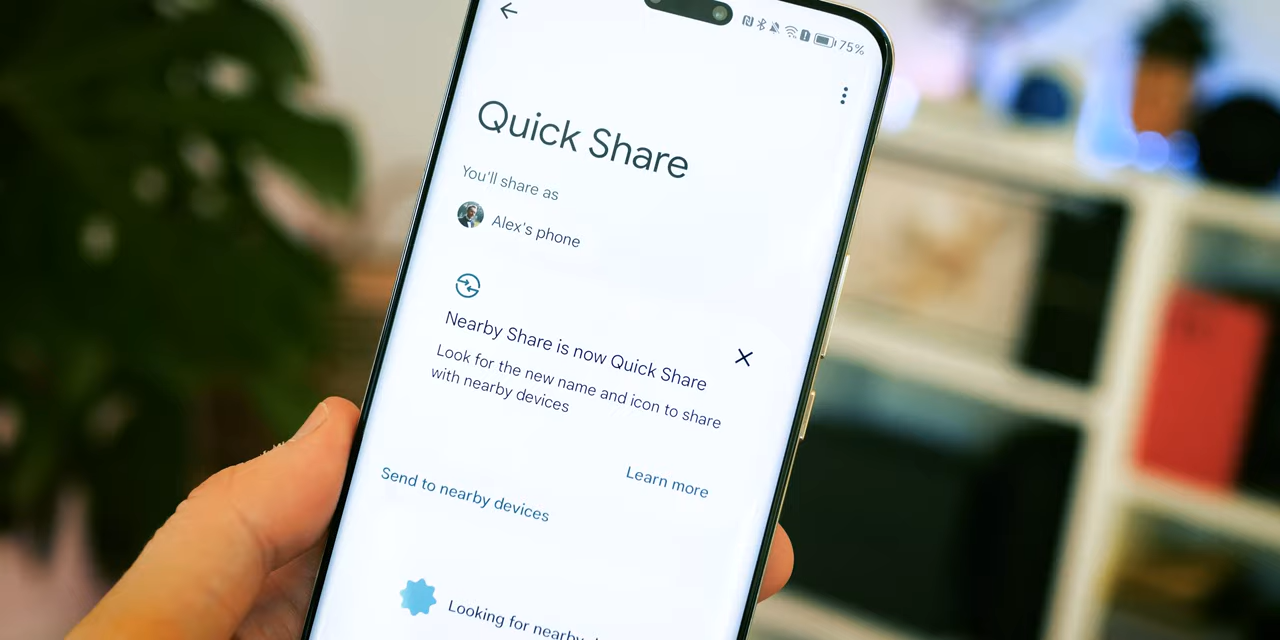 75%
Quick Share
You'll share as
Alex's phone
Nearby Share is now Quick Share
Look for the new name and icon to share
with nearby devices
Learn more
Send to nearby devices
Looking for nearby